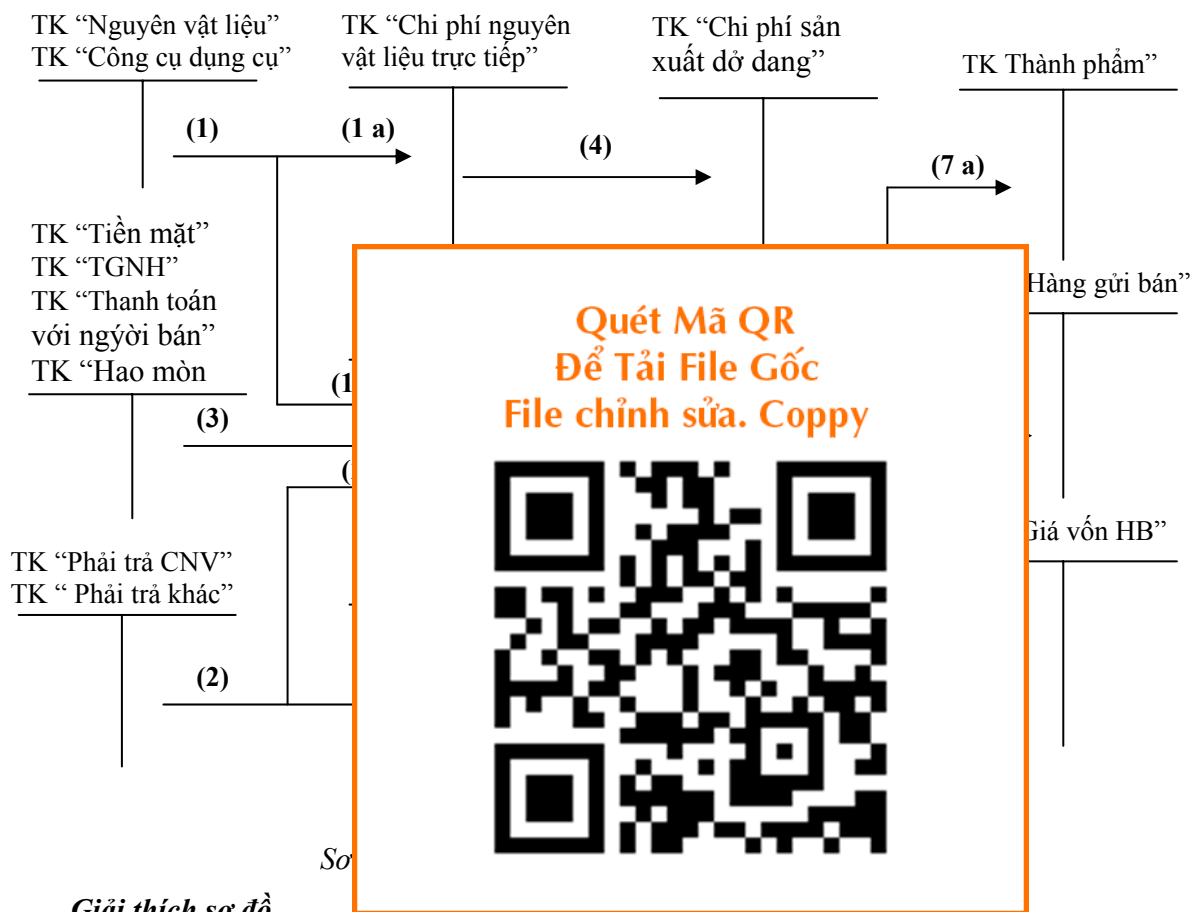 TK “Nguyên vật liệu”
TK “Công cụ dụng cụ”
TK “Chi phí nguyên
vật liệu trực tiếp”
TK “Chi phí sản
xuất dở dang”
TK Thành phẩm”
(1)
(1 a)
(4)
(7 a)
TK “Tiền mặt”
TK “TGNH”
TK “Thanh toán
với ngýời bán”
TK “Hao mòn
Hàng gửi bán”
Quét Mã QR
Để Tải File Gốc
File chỉnh sửa. Coppy
(3)
TK “Phải trả CNV”
TK “ Phải trả khác”
Giá vốn HB”
(2)
Sơ
Giải thích sơ đồ